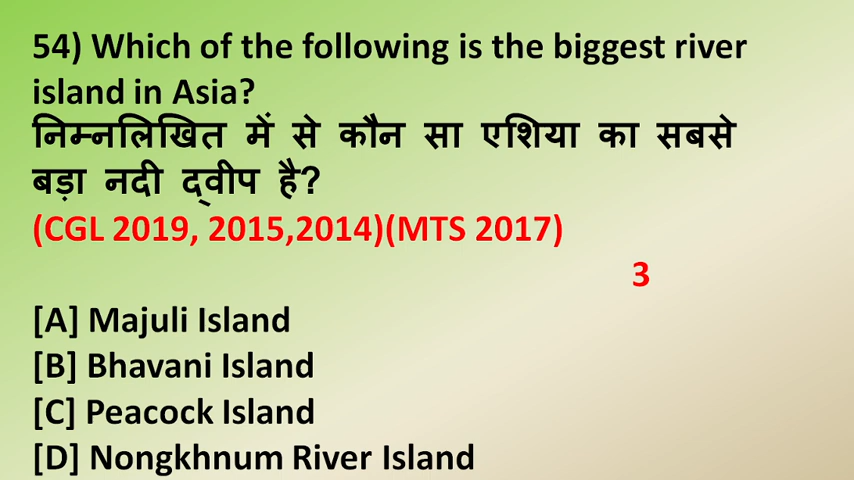 54) Which of the following is the biggest river
island in Asia?
निम्नलिखित में से कौन सा एशिया का सबसे
बड़ा नदी द्वीप है?
(CGL 2019, 2015,2014)(MTS 2017)
3
[A] Majuli Island
[B] Bhavani Island
[C] Peacock Island
[D] Nongkhnum River Island